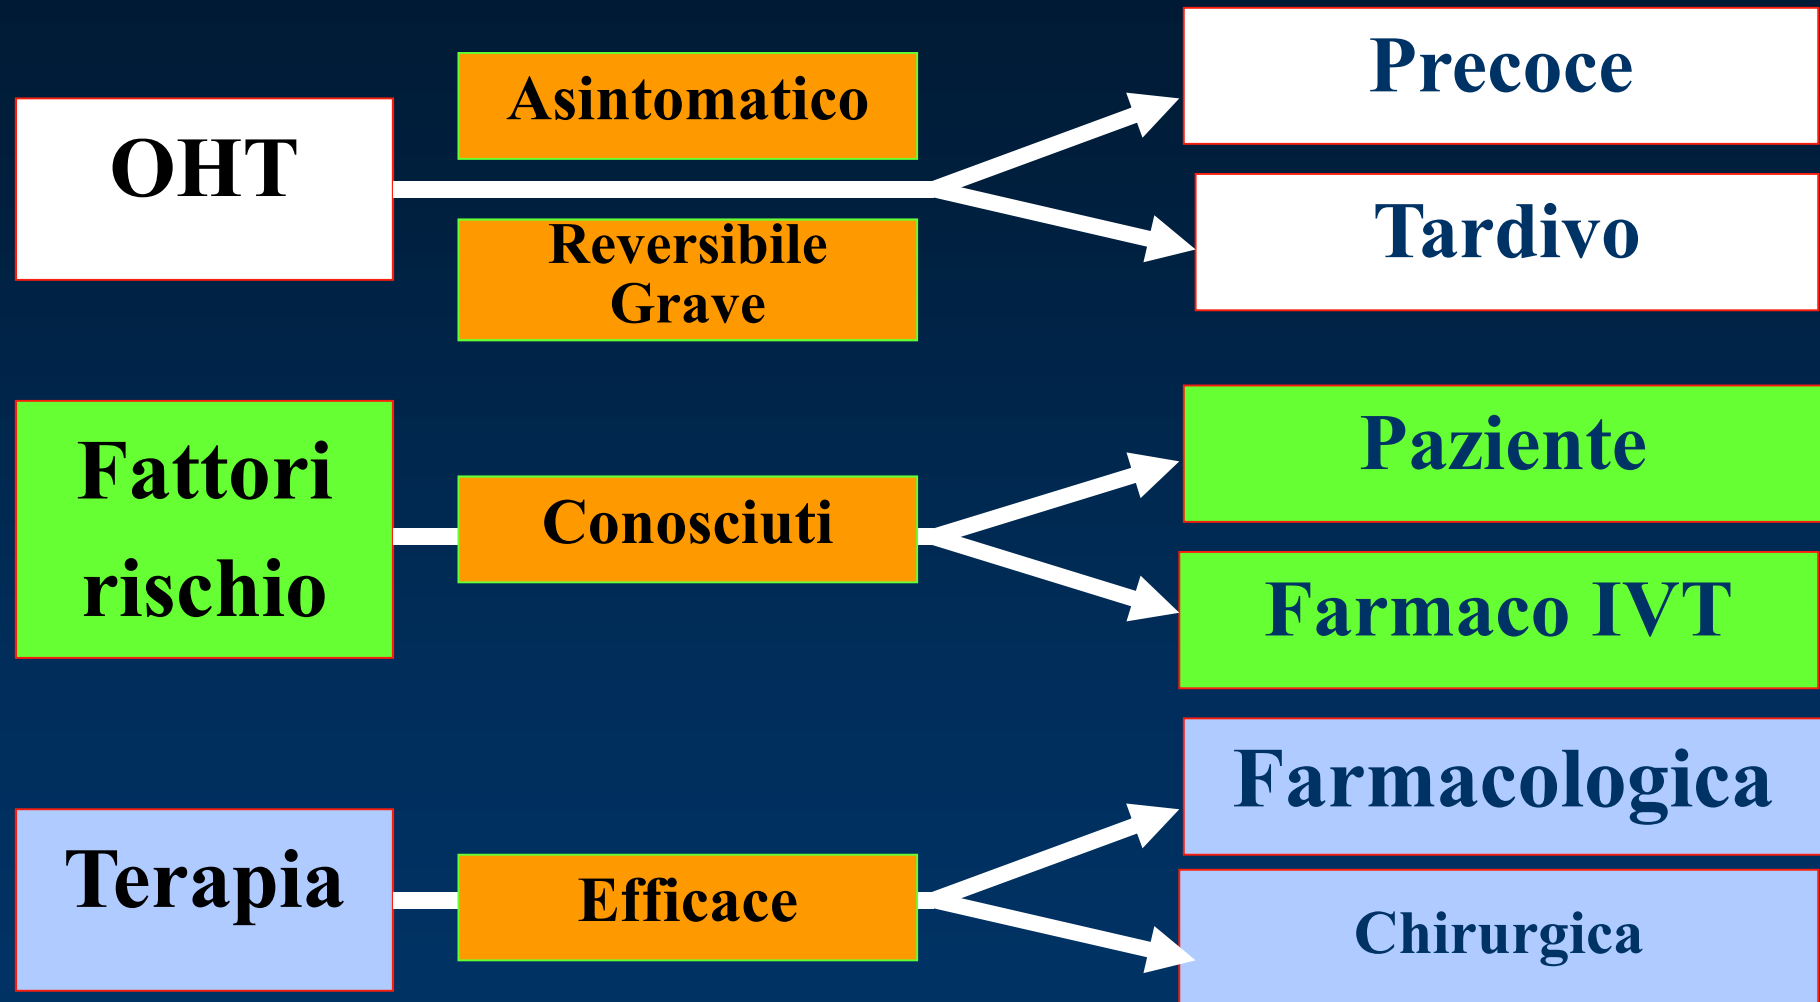 OHT
Asintomatico
Reversibile
Grave
Precoce
Tardivo
Fattori
rischio
Conosciuti
Paziente
Farmaco IVT
Terapia
Efficace
Farmacologica
Chirurgica